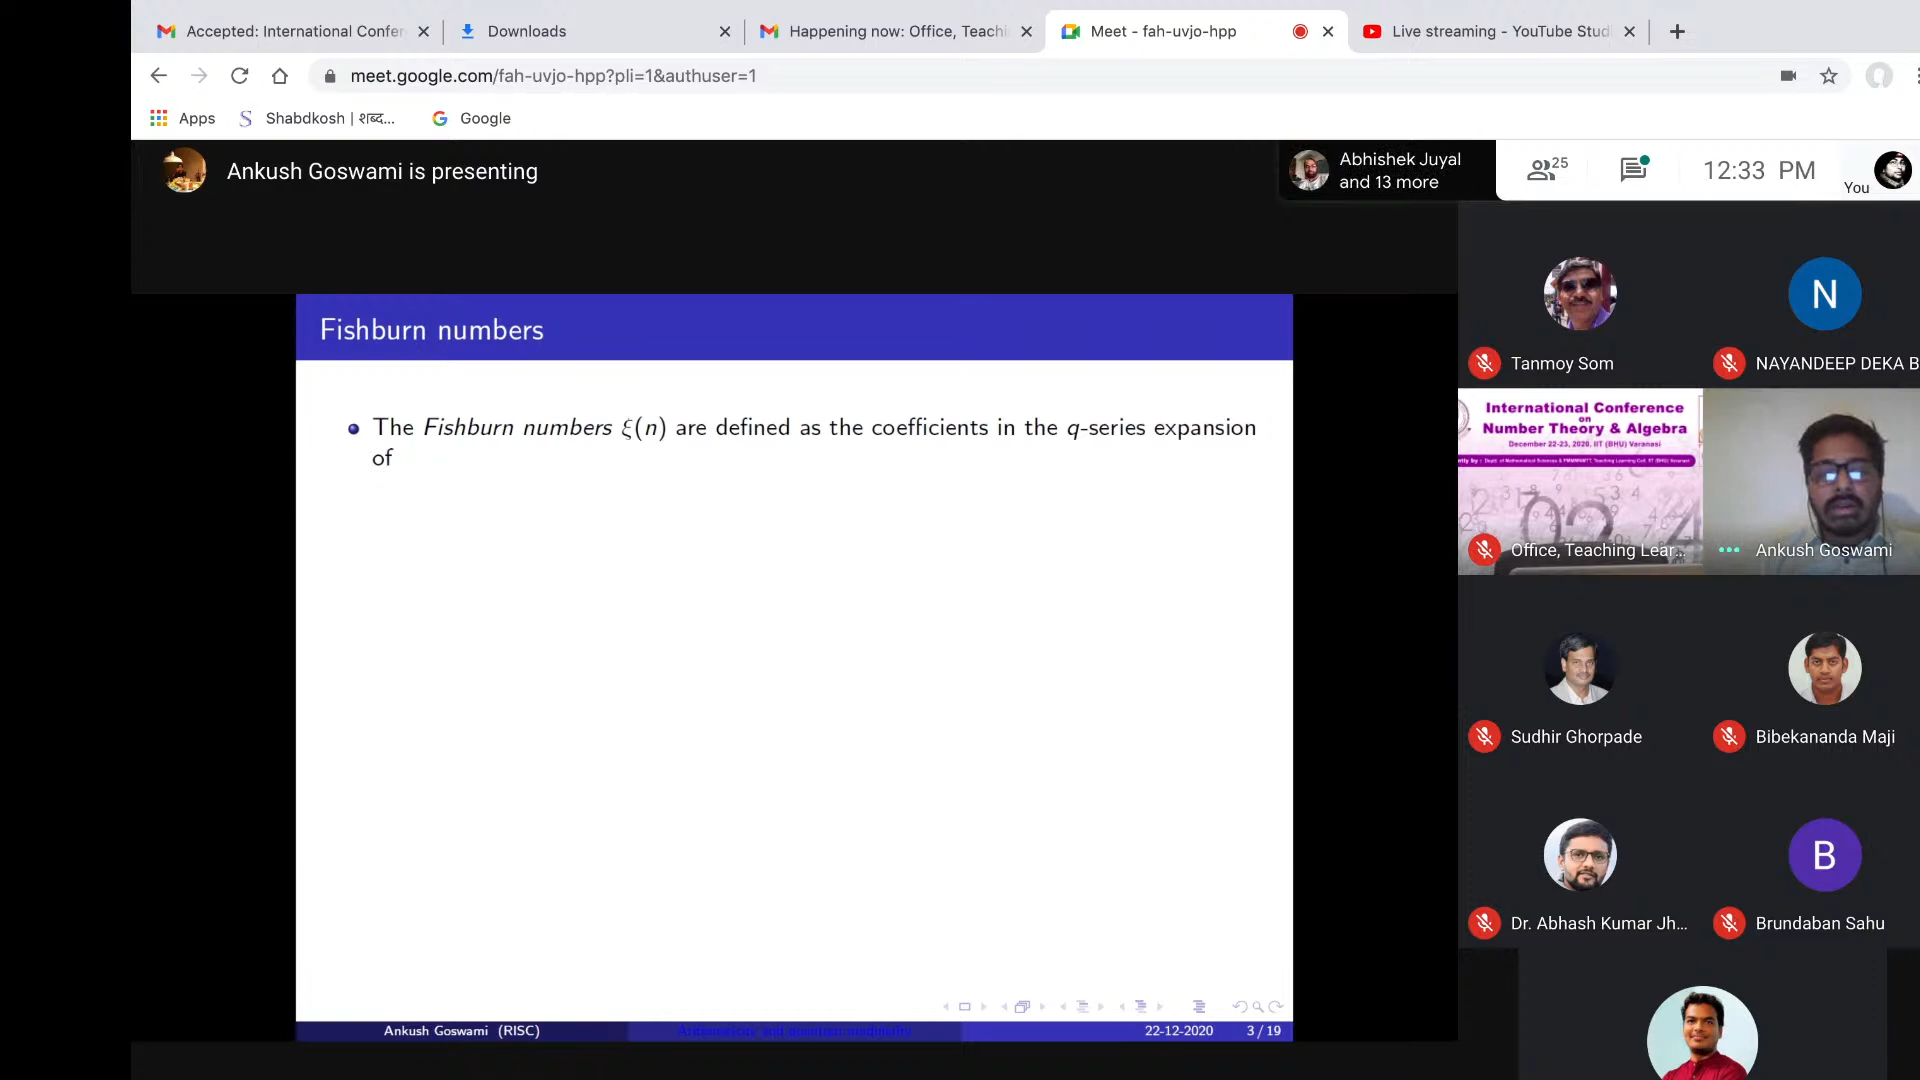 Accepted: International Confer
Downloads
Happening now: Office, Teachi
Meet - fah-uvjo-hpp
Live streaming - YouTube Stud
meet.google.com/fah-uvjo-hpp?pli=1&authuser=1
Apps
Shabdkosh | शब्द...
Google
Ankush Goswami is presenting
Abhishek Juyal
and 13 more
25
12:33 PM
You
Fishburn numbers
The Fishburn numbers ξ(n) are defined as the coefficients in the q-series expansion
of
Ankush Goswami (RISC)
Arithmeticity and quantum modularity
22-12-2020
3 / 19
Tanmoy Som
N
NAYANDEEP DEKA B
International Conference
on
Number Theory & Algebra
December 22-23, 2020, IIT (BHU) Varanasi
Office, Teaching Lear...
Ankush Goswami
Sudhir Ghorpade
Bibekananda Maji
Dr. Abhash Kumar Jh...
B
Brundaban Sahu